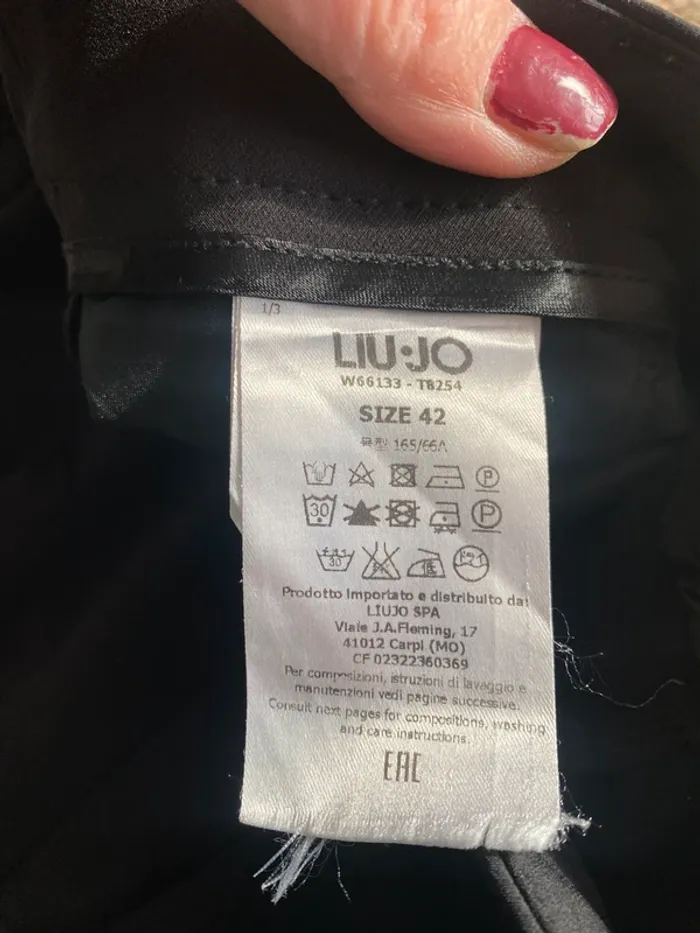 1/3
LIU·JO
W66133 - T8254
SIZE 42
号型 165/66A
P
30
P
30
Prodotto importato e distribuito da:
LIUJO SPA
Viale J.A.Fleming, 17
41012 Carpi (MO)
CF 02322360369
Per composizioni, istruzioni di lavaggio e
manutenzioni vedi pagine successive.
Consult next pages for compositions, washing
and care instructions.
EAC